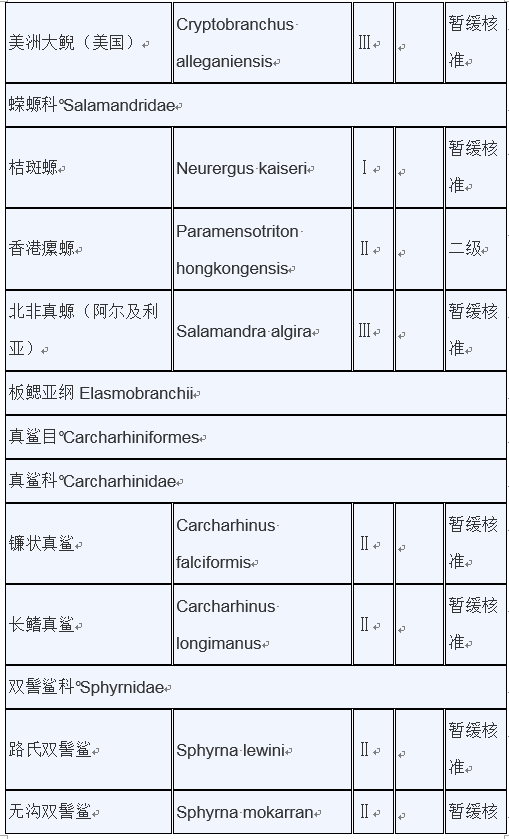 美洲大鲵（美国） Cryptobranchus alleganiensis Ⅲ 暂缓核准
蝾螈科 Salamandridae
桔斑螈 Neurergus kaiseri Ⅰ 暂缓核准
香港瘰螈 Paramensotriton hongkongensis Ⅱ 二级
北非真螈（阿尔及利亚） Salamandra algira Ⅲ 暂缓核准
板鳃亚纲 Elasmobranchii
真鲨目 Carcharhiniformes
真鲨科 Carcharhinidae
镰状真鲨 Carcharhinus falciformis Ⅱ 暂缓核准
长鳍真鲨 Carcharhinus longimanus Ⅱ 暂缓核准
双髻鲨科 Sphyrnidae
路氏双髻鲨 Sphyrna lewini Ⅱ 暂缓核准
无沟双髻鲨 Sphyrna mokarran Ⅱ 暂缓核